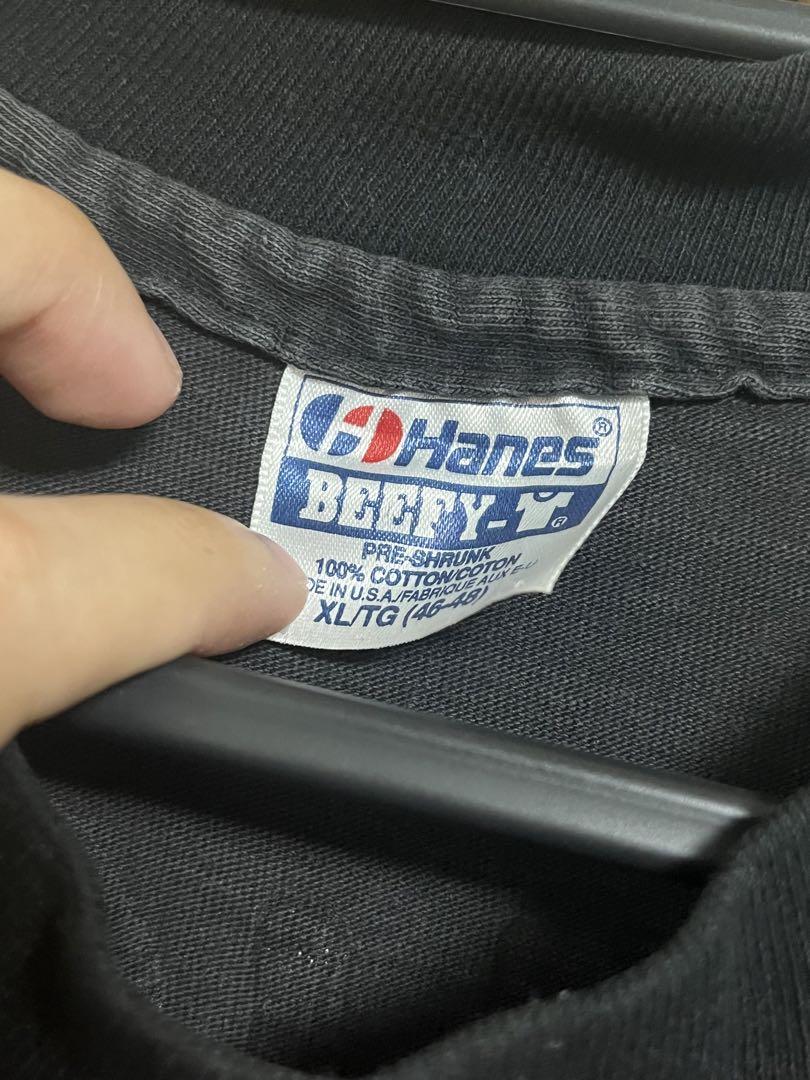 Hanes®
BEEFY-T®
PRE-SHRUNK
100% COTTON/COTON
DE IN U.S.A./FABRIQUE AUX E-U
XL/TG (46-48)